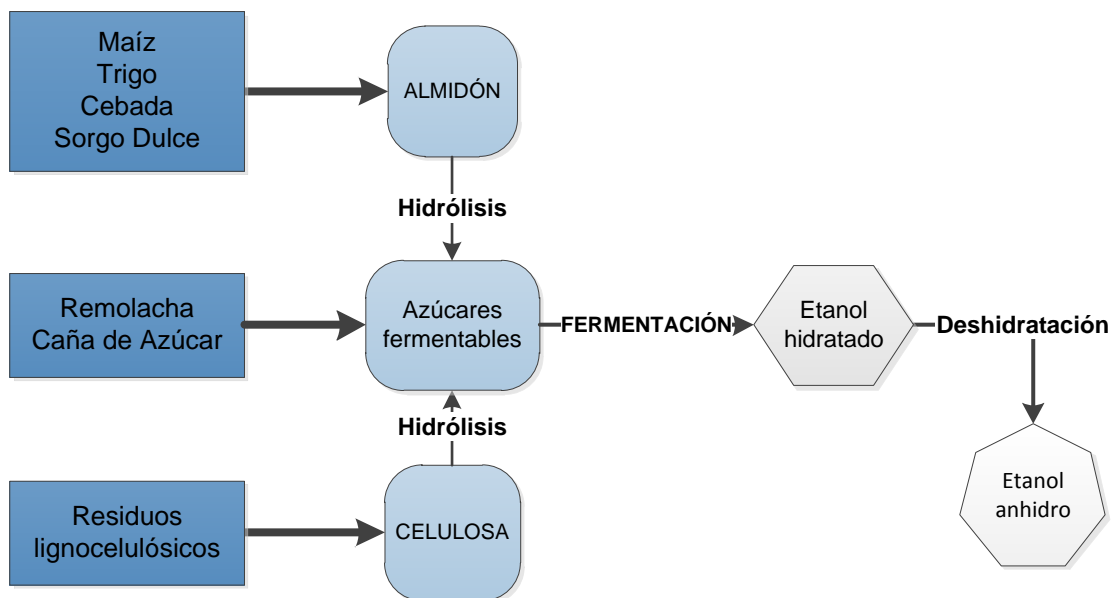 Maíz
Trigo
Cebada
Sorgo Dulce
ALMIDÓN
Hidrólisis
Remolacha
Caña de Azúcar
Azúcares
fermentables
FERMENTACIÓN
Etanol
hidratado
Deshidratación
Hidrólisis
Residuos
lignocelulósicos
CELULOSA
Etanol
anhidro